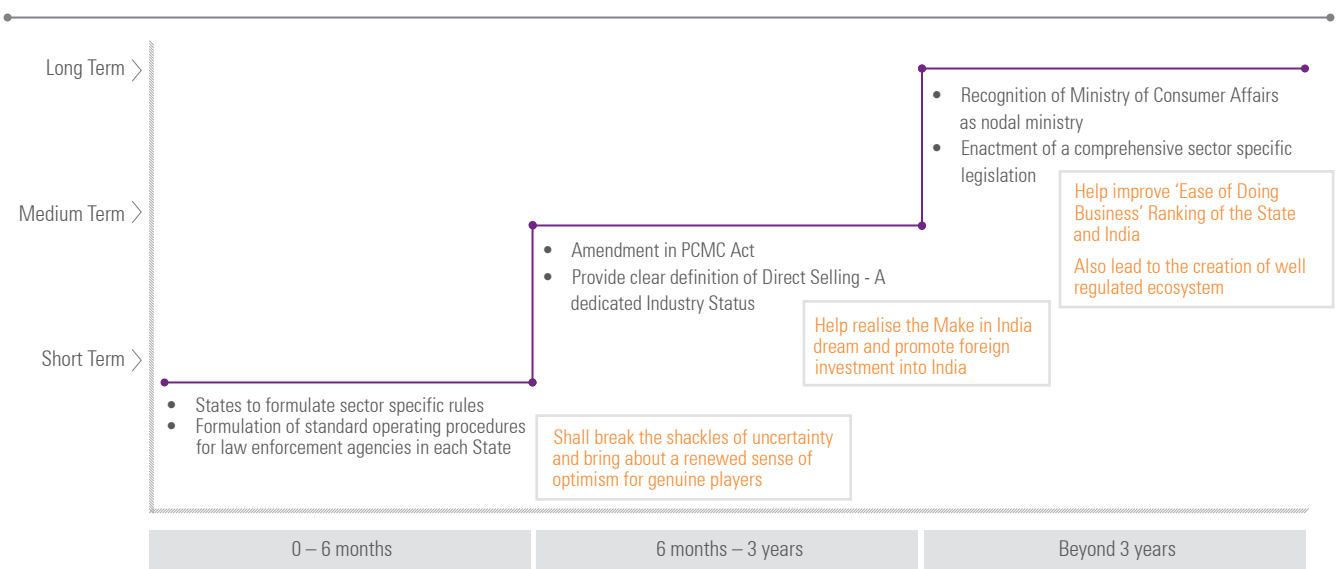 Long Term
Medium Term
Short Term
• Recognition of Ministry of Consumer Affairs
as nodal ministry
• Enactment of a comprehensive sector specific
legislation
Help improve ‘Ease of Doing
Business’ Ranking of the State
and India
Also lead to the creation of well
regulated ecosystem
• Amendment in PCMC Act
• Provide clear definition of Direct Selling - A
dedicated Industry Status
Help realise the Make in India
dream and promote foreign
investment into India
• States to formulate sector specific rules
• Formulation of standard operating procedures
for law enforcement agencies in each State
Shall break the shackles of uncertainty
and bring about a renewed sense of
optimism for genuine players
0 – 6 months
6 months – 3 years
Beyond 3 years